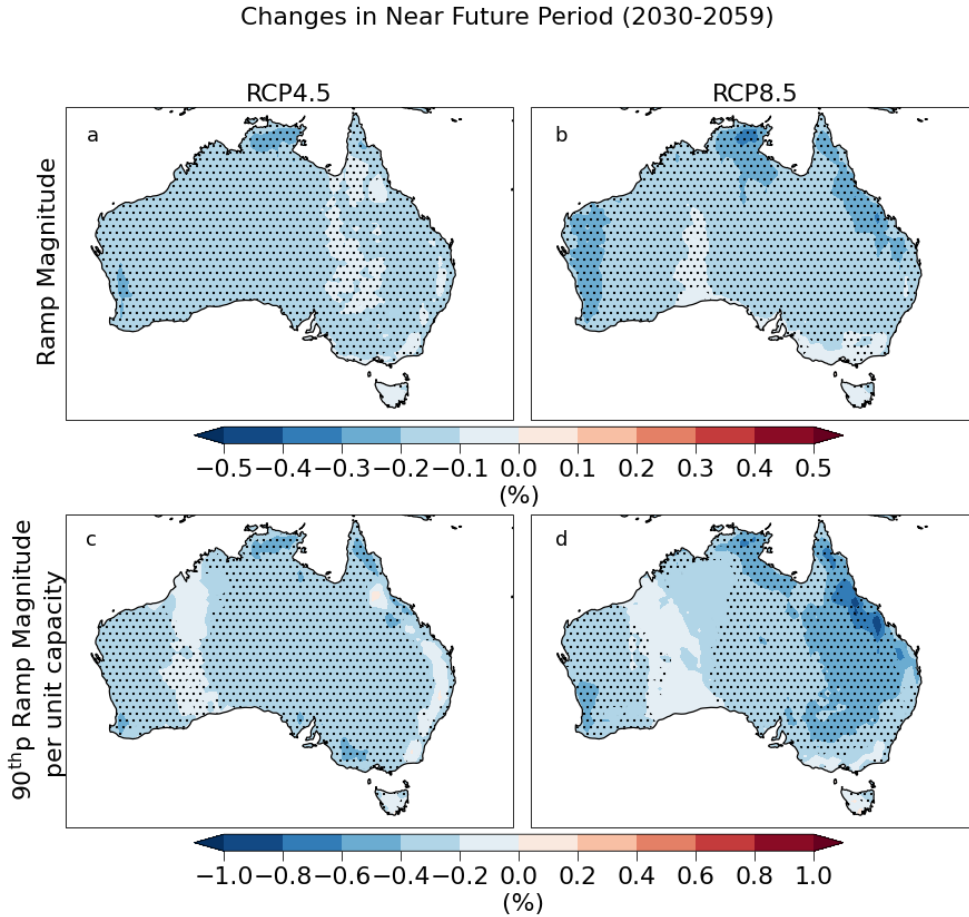 Changes in Near Future Period (2030-2059)
RCP4.5
RCP8.5
Ramp Magnitude
a
b
−0.5 −0.4 −0.3 −0.2 −0.1 0.0 0.1 0.2 0.3 0.4 0.5
(%)
90ᵗʰp Ramp Magnitude
per unit capacity
c
d
−1.0 −0.8 −0.6 −0.4 −0.2 0.0 0.2 0.4 0.6 0.8 1.0
(%)